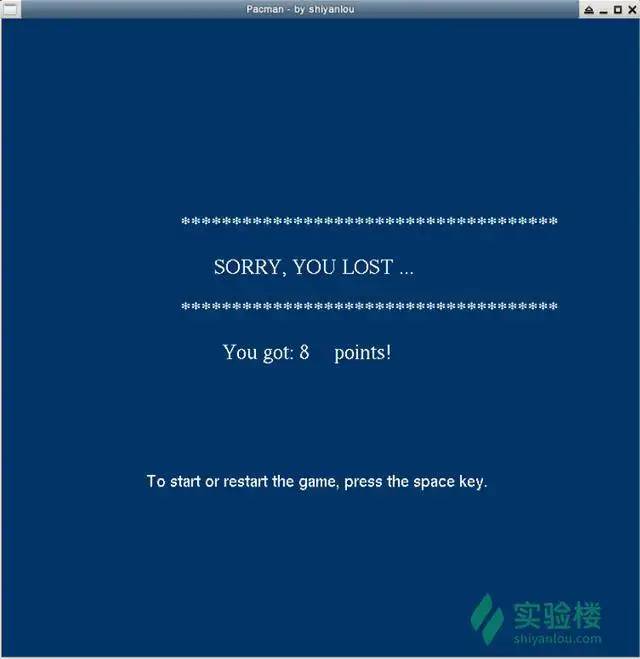 Pacman - by shiyanlou
*************************************
SORRY, YOU LOST ...
*************************************
You got: 8 points!
To start or restart the game, press the space key.
实验楼
shiyanlou.com